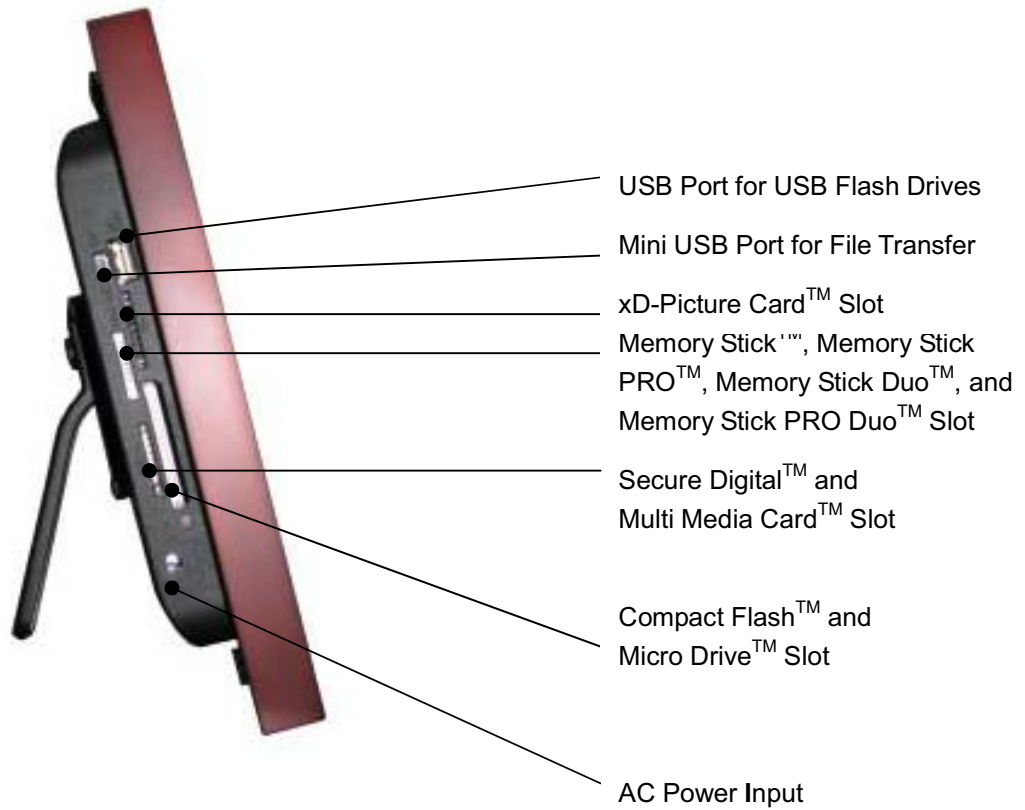 USB Port for USB Flash Drives
Mini USB Port for File Transfer
xD-Picture Card™ Slot
Memory Stick™, Memory Stick
PRO™, Memory Stick Duo™, and
Memory Stick PRO Duo™ Slot
Secure Digital™ and
Multi Media Card™ Slot
Compact Flash™ and
Micro Drive™ Slot
AC Power Input